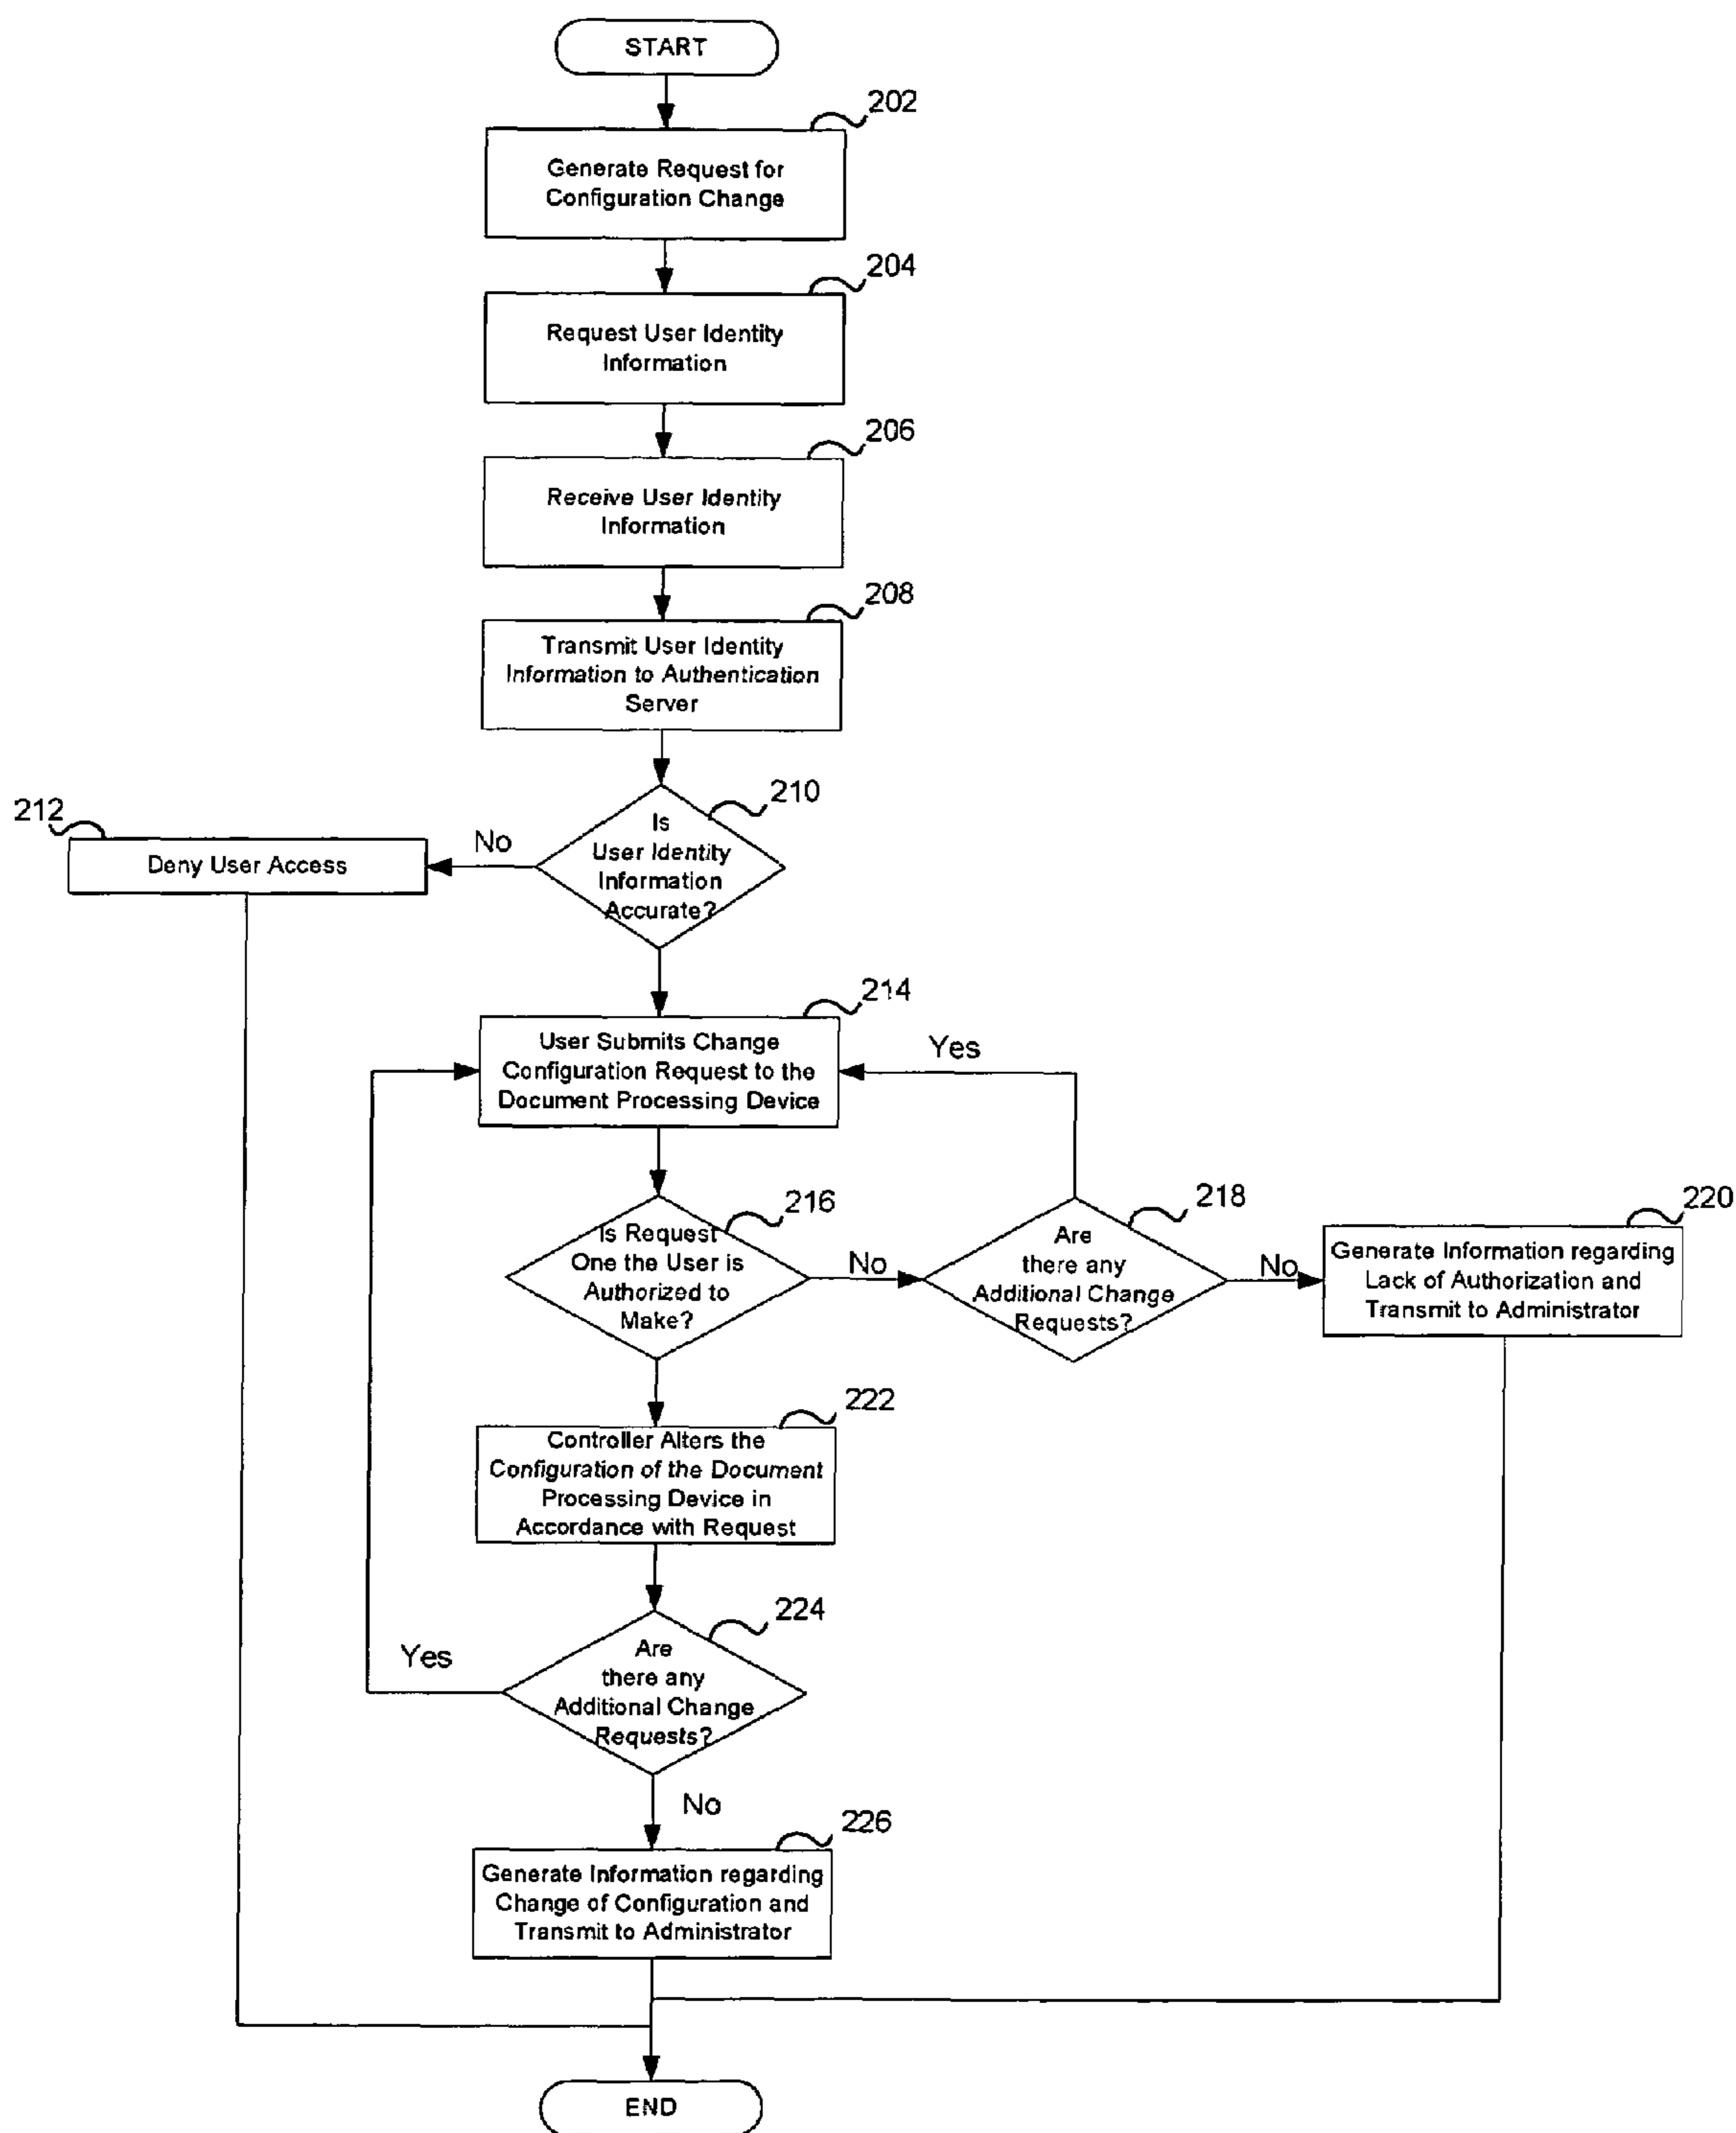 START
202
Generate Request for
Configuration Change
204
Request User Identity
Information
206
Receive User Identity
Information
208
Transmit User Identity
Information to Authentication
Server
210
Is
User Identity
Information
Accurate?
212
No
Deny User Access
214
User Submits Change
Configuration Request to the
Document Processing Device
Yes
216
Is Request
One the User is
Authorized to
Make?
No
218
Are
there any
Additional Change
Requests?
No
220
Generate Information regarding
Lack of Authorization and
Transmit to Administrator
222
Controller Alters the
Configuration of the Document
Processing Device in
Accordance with Request
224
Are
there any
Additional Change
Requests?
Yes
No
226
Generate Information regarding
Change of Configuration and
Transmit to Administrator
END